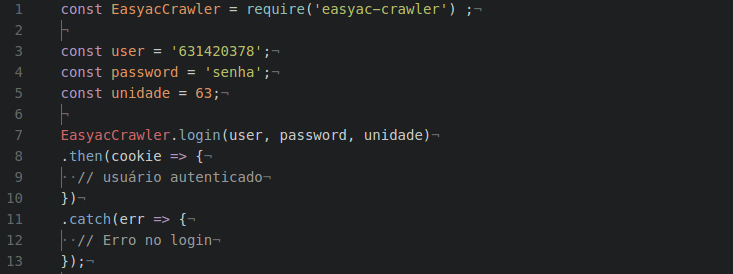 1 const EasyacCrawler = require('easyac-crawler') ;¬
2 ¬
3 const user = '631420378';¬
4 const password = 'senha';¬
5 const unidade = 63;¬
6 ¬
7 EasyacCrawler.login(user, password, unidade)¬
8 .then(cookie => {¬
9 ··// usuário autenticado¬
10 })¬
11 .catch(err => {¬
12 ··// Erro no login¬
13 });¬